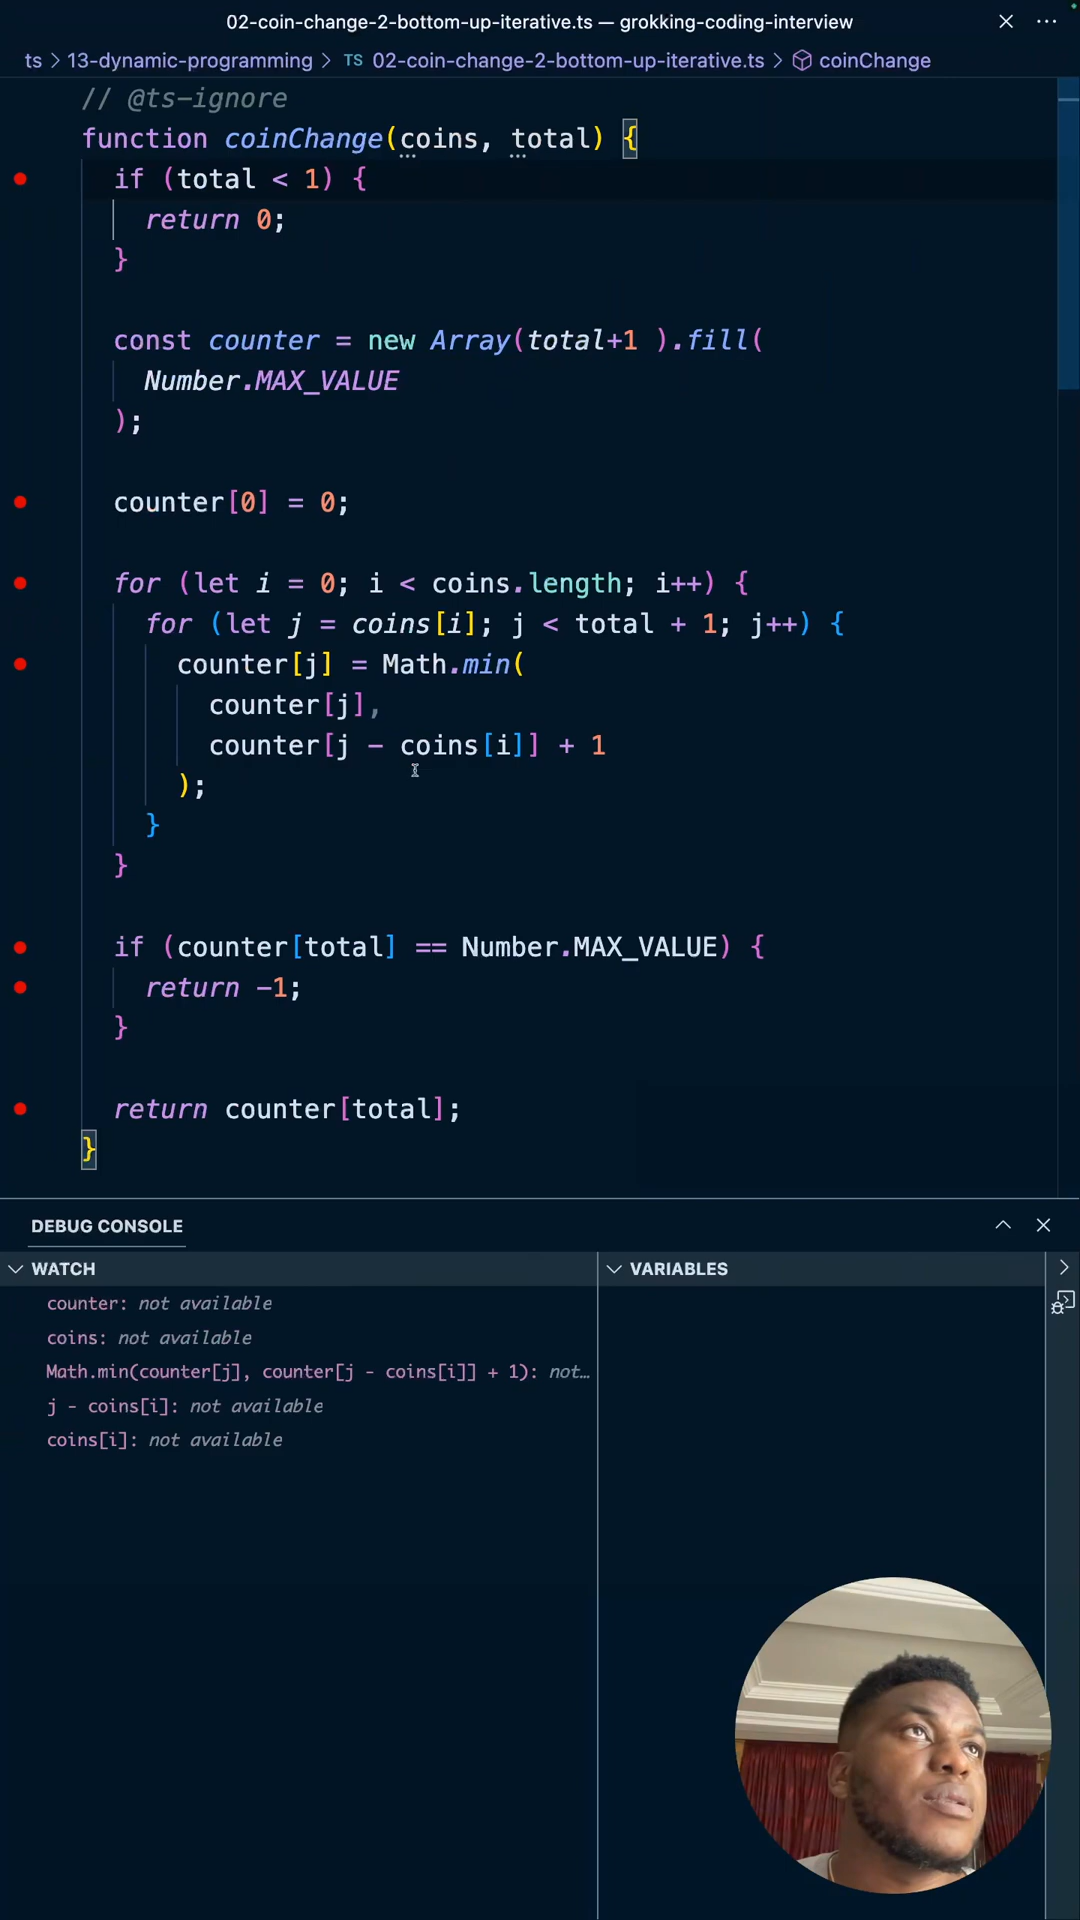 02-coin-change-2-bottom-up-iterative.ts — grokking-coding-interview
ts > 13-dynamic-programming > TS 02-coin-change-2-bottom-up-iterative.ts > coinChange
// @ts-ignore
function coinChange(coins, total) {
if (total < 1) {
return 0;
}
const counter = new Array(total+1 ).fill(
Number.MAX_VALUE
);
counter[0] = 0;
for (let i = 0; i < coins.length; i++) {
for (let j = coins[i]; j < total + 1; j++) {
counter[j] = Math.min(
counter[j],
counter[j - coins[i]] + 1
);
}
}
if (counter[total] == Number.MAX_VALUE) {
return -1;
}
return counter[total];
}
DEBUG CONSOLE
WATCH
VARIABLES
counter: not available
coins: not available
Math.min(counter[j], counter[j - coins[i]] + 1): not…
j - coins[i]: not available
coins[i]: not available